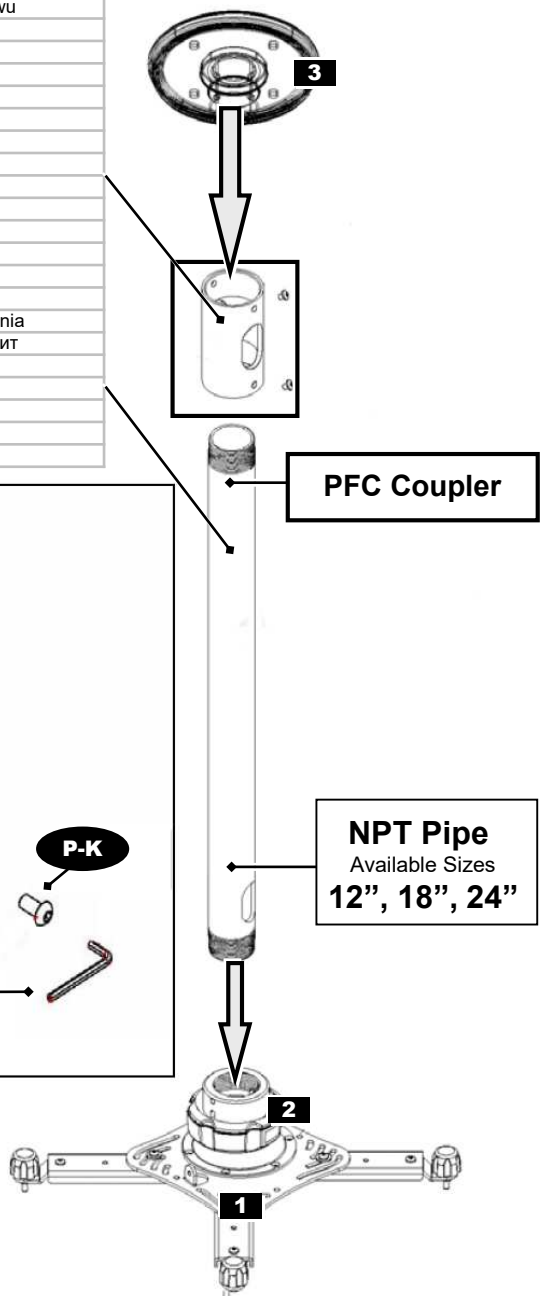 wu
3
nia
ит
PFC Coupler
NPT Pipe
Available Sizes
12”, 18”, 24”
P-K
2
1